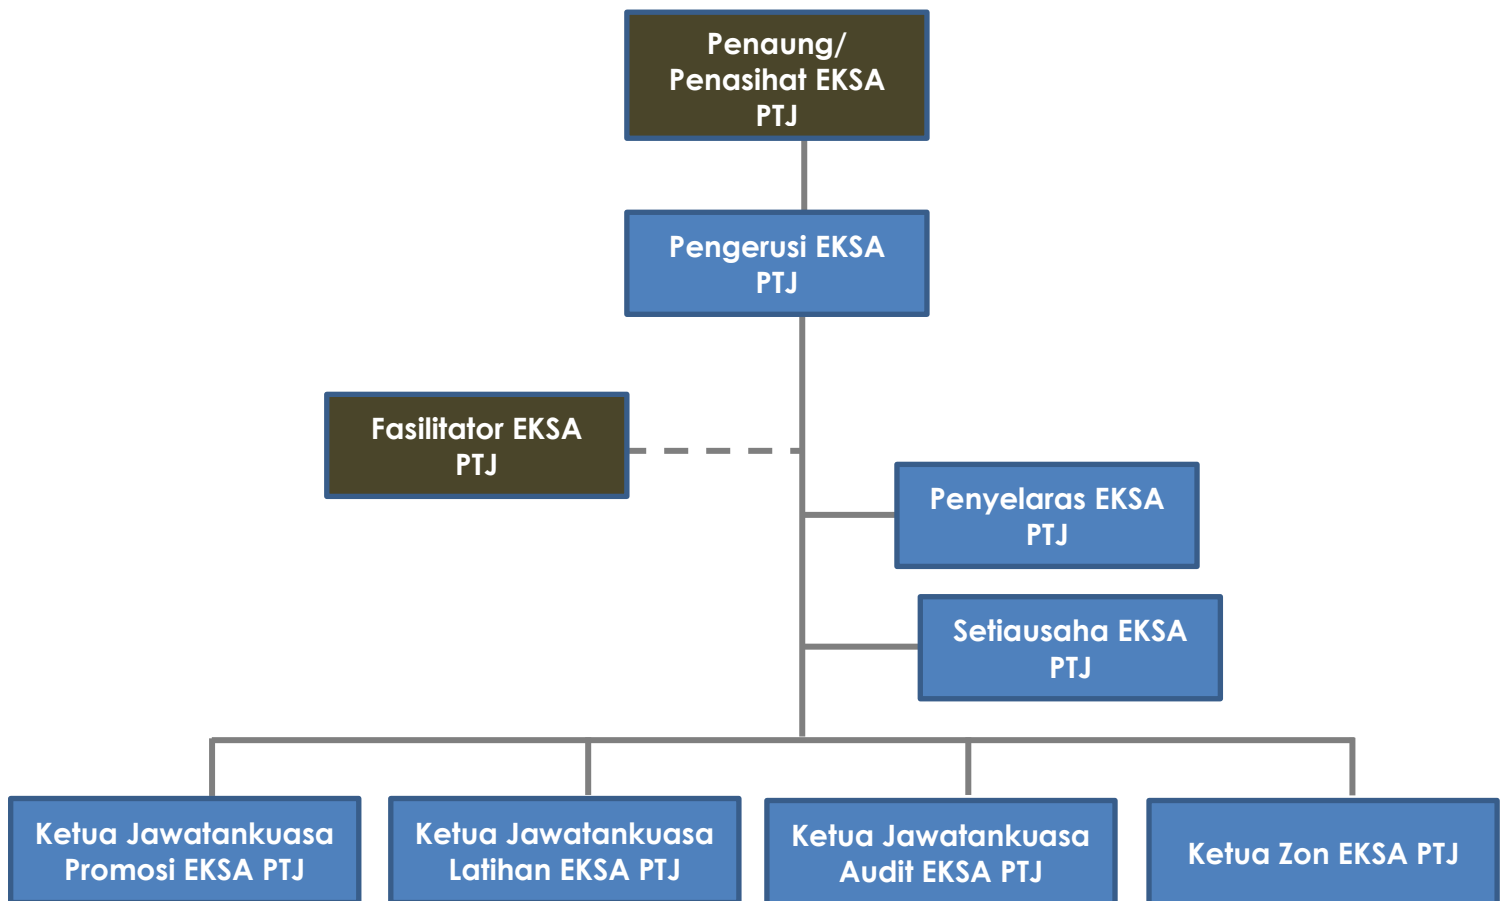 Penaung/
Penasihat EKSA
PTJ
Pengerusi EKSA
PTJ
Fasilitator EKSA
PTJ
Penyelaras EKSA
PTJ
Setiausaha EKSA
PTJ
Ketua Jawatankuasa
Promosi EKSA PTJ
Ketua Jawatankuasa
Latihan EKSA PTJ
Ketua Jawatankuasa
Audit EKSA PTJ
Ketua Zon EKSA PTJ